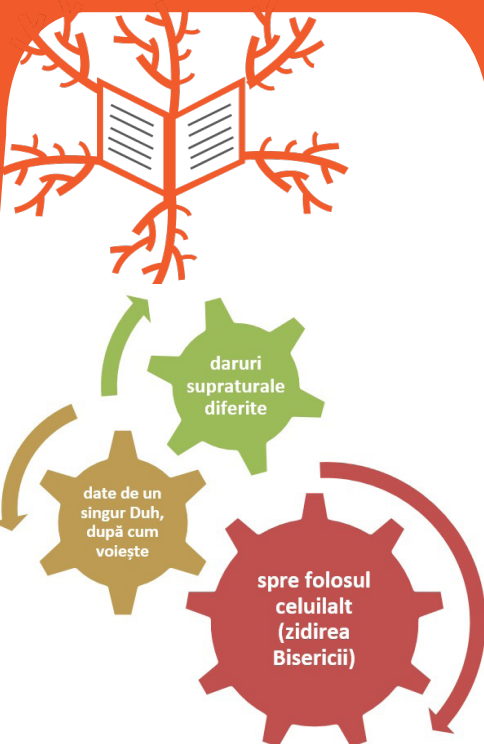 daruri
supraturale
diferite
date de un
singur Duh,
după cum
voiește
spre folosul
celuilalt
(zidirea
Bisericii)